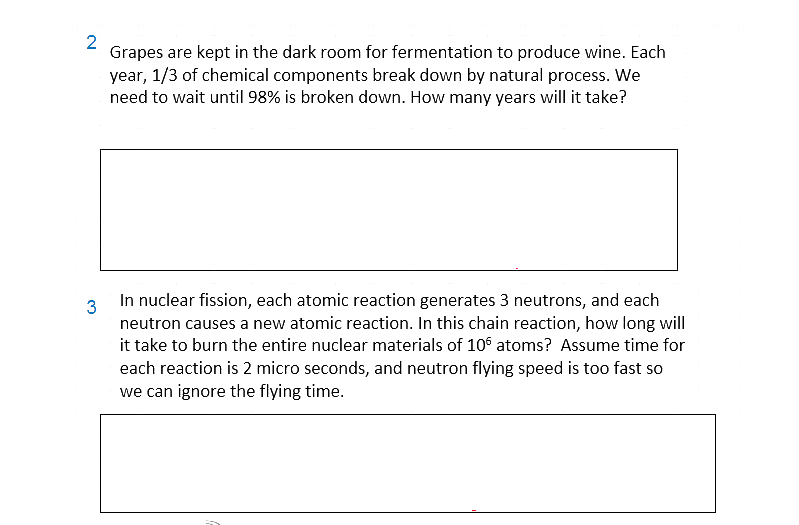 2
Grapes are kept in the dark room for fermentation to produce wine. Each
year, 1/3 of chemical components break down by natural process. We
need to wait until 98% is broken down. How many years will it take?
3
In nuclear fission, each atomic reaction generates 3 neutrons, and each
neutron causes a new atomic reaction. In this chain reaction, how long will
it take to burn the entire nuclear materials of 10⁶ atoms? Assume time for
each reaction is 2 micro seconds, and neutron flying speed is too fast so
we can ignore the flying time.